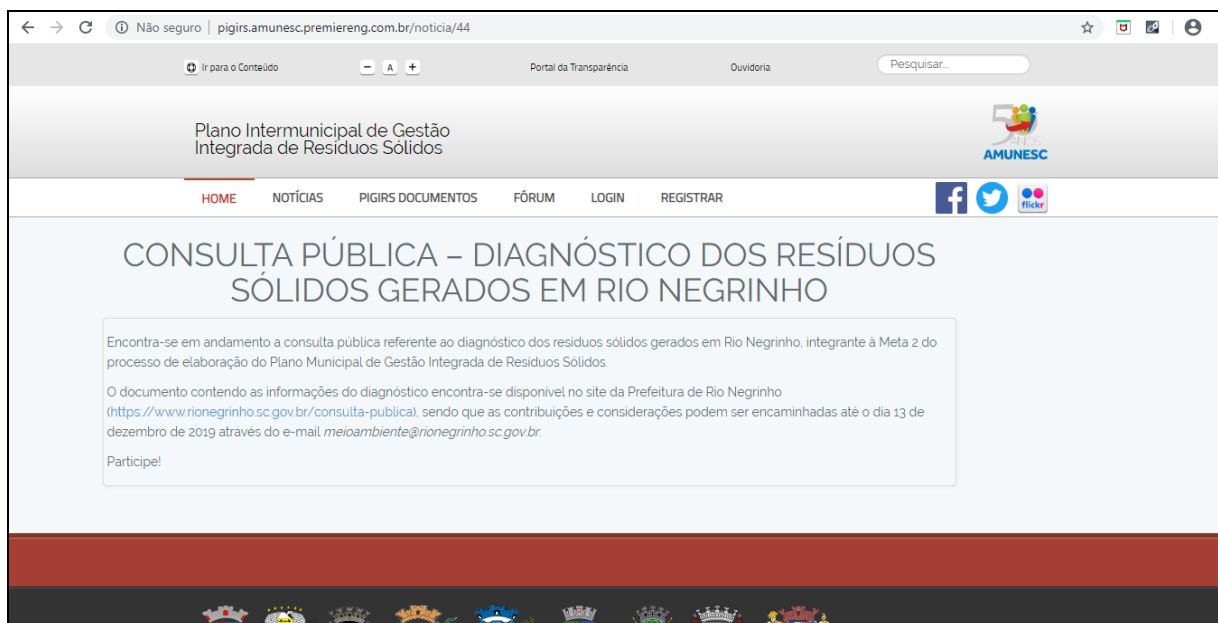 Não seguro | pigirs.amunesc.premiereng.com.br/noticia/44
Ir para o Conteúdo - A + Portal da Transparência Ouvidoria Pesquisar...
Plano Intermunicipal de Gestão
Integrada de Resíduos Sólidos
5 ANOS
AMUNESC
HOME NOTÍCIAS PIGIRS DOCUMENTOS FÓRUM LOGIN REGISTRAR
flickr
CONSULTA PÚBLICA – DIAGNÓSTICO DOS RESÍDUOS
SÓLIDOS GERADOS EM RIO NEGRINHO
Encontra-se em andamento a consulta pública referente ao diagnóstico dos resíduos sólidos gerados em Rio Negrinho, integrante à Meta 2 do
processo de elaboração do Plano Municipal de Gestão Integrada de Resíduos Sólidos.
O documento contendo as informações do diagnóstico encontra-se disponível no site da Prefeitura de Rio Negrinho
(https://www.rionegrinho.sc.gov.br/consulta-publica), sendo que as contribuições e considerações podem ser encaminhadas até o dia 13 de
dezembro de 2019 através do e-mail meioambiente@rionegrinho.sc.gov.br.
Participe!